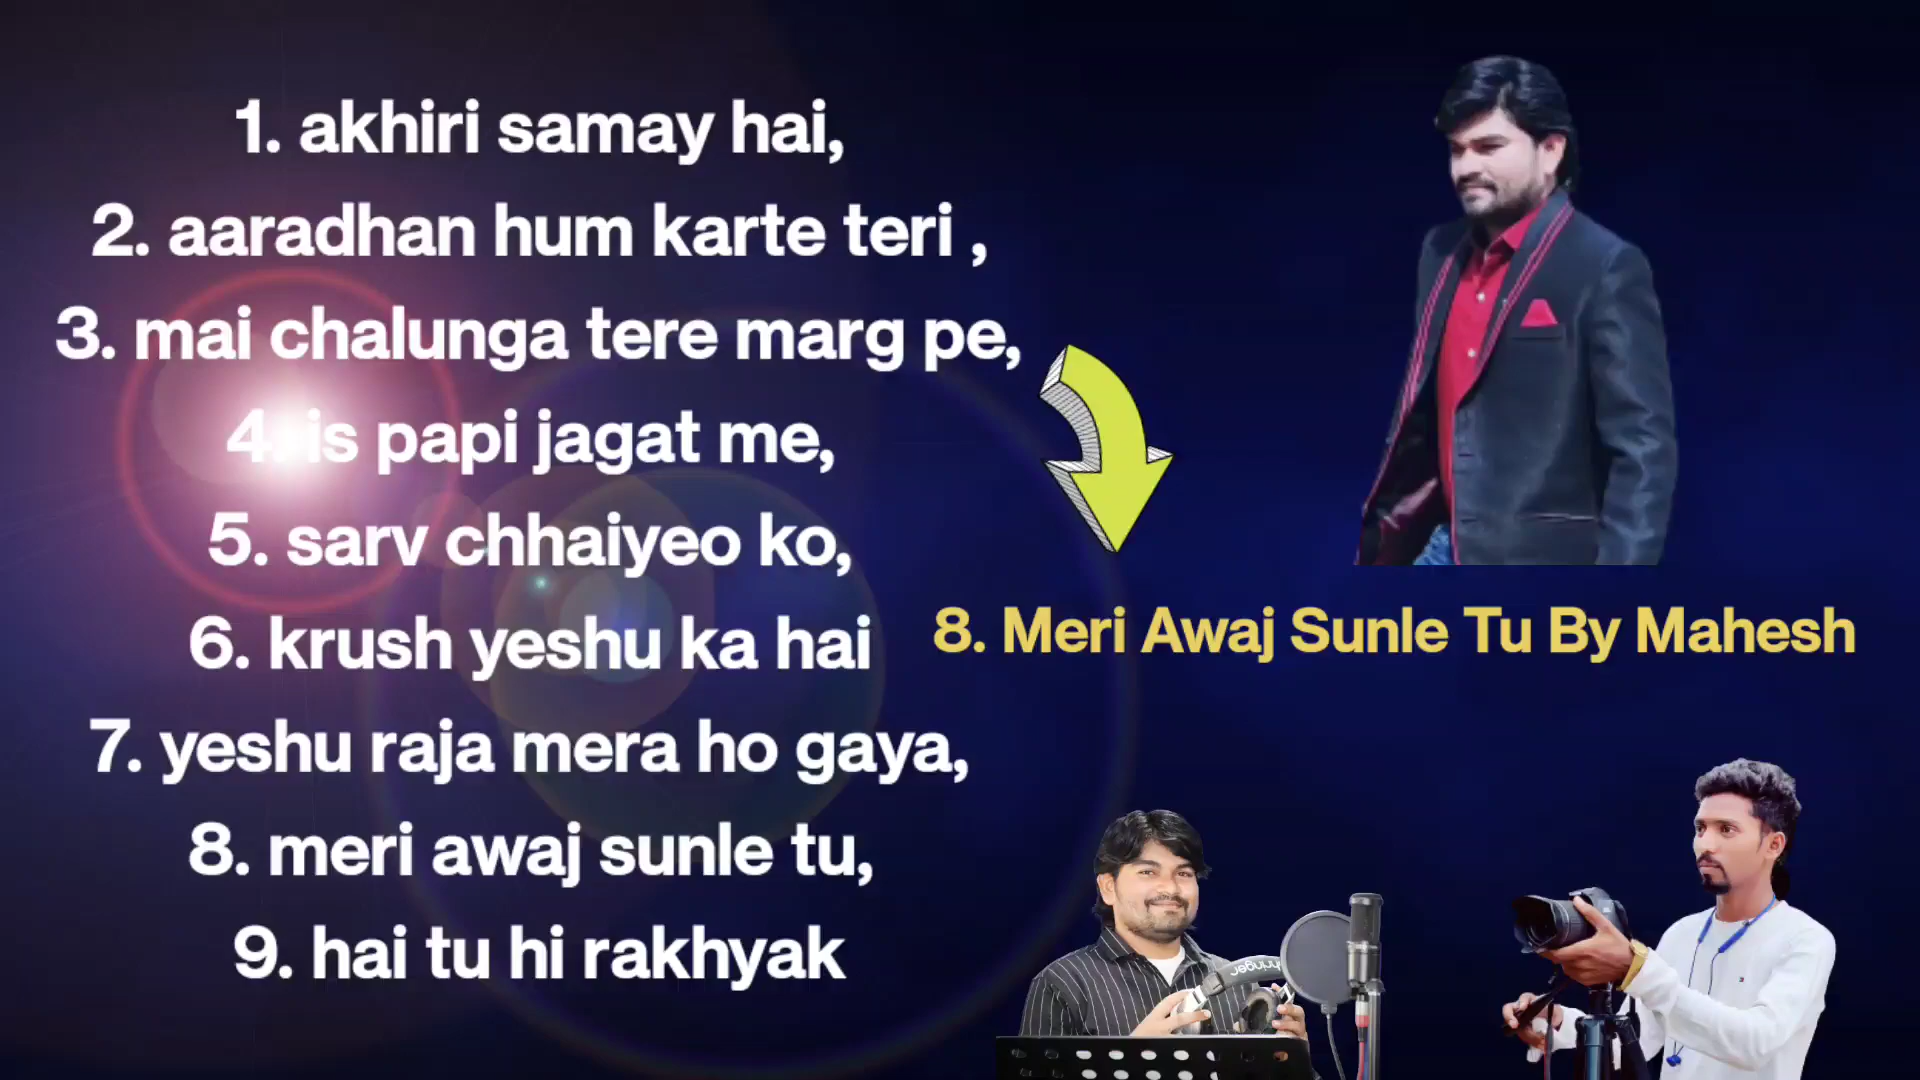 1. akhiri samay hai,
2. aaradhan hum karte teri ,
3. mai chalunga tere marg pe,
4. is papi jagat me,
5. sarv chhaiyeo ko,
6. krush yeshu ka hai
7. yeshu raja mera ho gaya,
8. meri awaj sunle tu,
9. hai tu hi rakhyak
8. Meri Awaj Sunle Tu By Mahesh